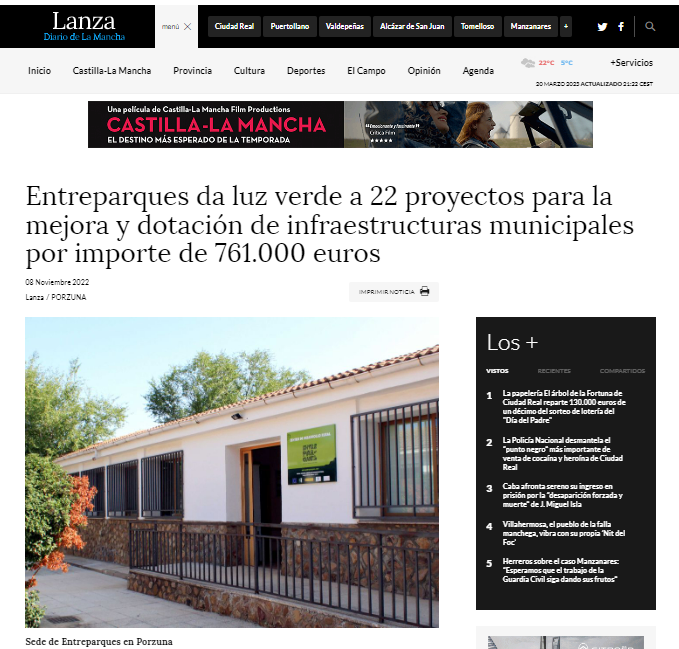 Lanza
Diario de La Mancha
menú
Ciudad Real
Puertollano
Valdepeñas
Alcázar de San Juan
Tomelloso
Manzanares
+
Inicio
Castilla-La Mancha
Provincia
Cultura
Deportes
El Campo
Opinión
Agenda
22ºC 5ºC
+Servicios
20 MARZO 2023 ACTUALIZADO 21:22 CEST
Una película de Castilla-La Mancha Film Productions
CASTILLA-LA MANCHA
EL DESTINO MÁS ESPERADO DE LA TEMPORADA
"Emocionante y fascinante"
Crítica Film
Entreparques da luz verde a 22 proyectos para la
mejora y dotación de infraestructuras municipales
por importe de 761.000 euros
08 Noviembre 2022
Lanza / PORZUNA
IMPRIMIR NOTICIA
Los +
VISTOS
RECIENTES
COMPARTIDOS
1 La papelería El árbol de la Fortuna de
Ciudad Real reparte 130.000 euros de
un décimo del sorteo de lotería del
"Día del Padre"
2 La Policía Nacional desmantela el
"punto negro" más importante de
venta de cocaína y heroína de Ciudad
Real
3 Caba afronta sereno su ingreso en
prisión por la "desaparición forzada y
muerte" de J. Miguel Isla
4 Villahermosa, el pueblo de la falla
manchega, vibra con su propia 'Nit del
Foc'
5 Herreros sobre el caso Manzanares:
"Esperamos que el trabajo de la
Guardia Civil siga dando sus frutos"
Sede de Entreparques en Porzuna